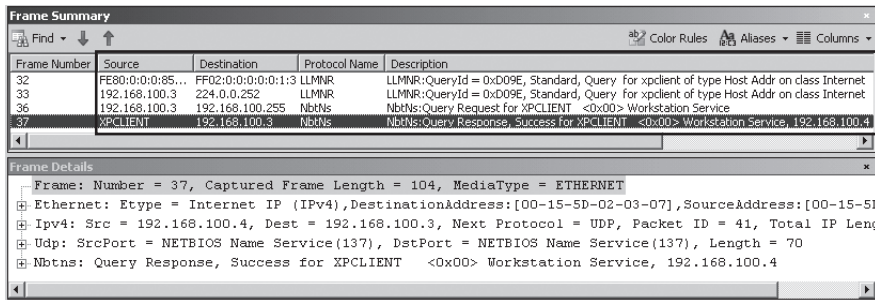 Frame Summary
Find
Color Rules Aliases Columns
Frame Number Source Destination Protocol Name Description
32 FE80:0:0:0:85... FF02:0:0:0:0:0:1:3 LLMNR LLMNR:QueryId = 0xD09E, Standard, Query for xpclient of type Host Addr on class Internet
33 192.168.100.3 224.0.0.252 LLMNR LLMNR:QueryId = 0xD09E, Standard, Query for xpclient of type Host Addr on class Internet
36 192.168.100.3 192.168.100.255 NbtNs NbtNs:Query Request for XPCLIENT <0x00> Workstation Service
37 XPCLIENT 192.168.100.3 NbtNs NbtNs:Query Response, Success for XPCLIENT <0x00> Workstation Service, 192.168.100.4
Frame Details
Frame: Number = 37, Captured Frame Length = 104, MediaType = ETHERNET
Ethernet: Etype = Internet IP (IPv4),DestinationAddress:[00-15-5D-02-03-07],SourceAddress:[00-15-5
Ipv4: Src = 192.168.100.4, Dest = 192.168.100.3, Next Protocol = UDP, Packet ID = 41, Total IP Leng
Udp: SrcPort = NETBIOS Name Service(137), DstPort = NETBIOS Name Service(137), Length = 70
Nbtns: Query Response, Success for XPCLIENT <0x00> Workstation Service, 192.168.100.4